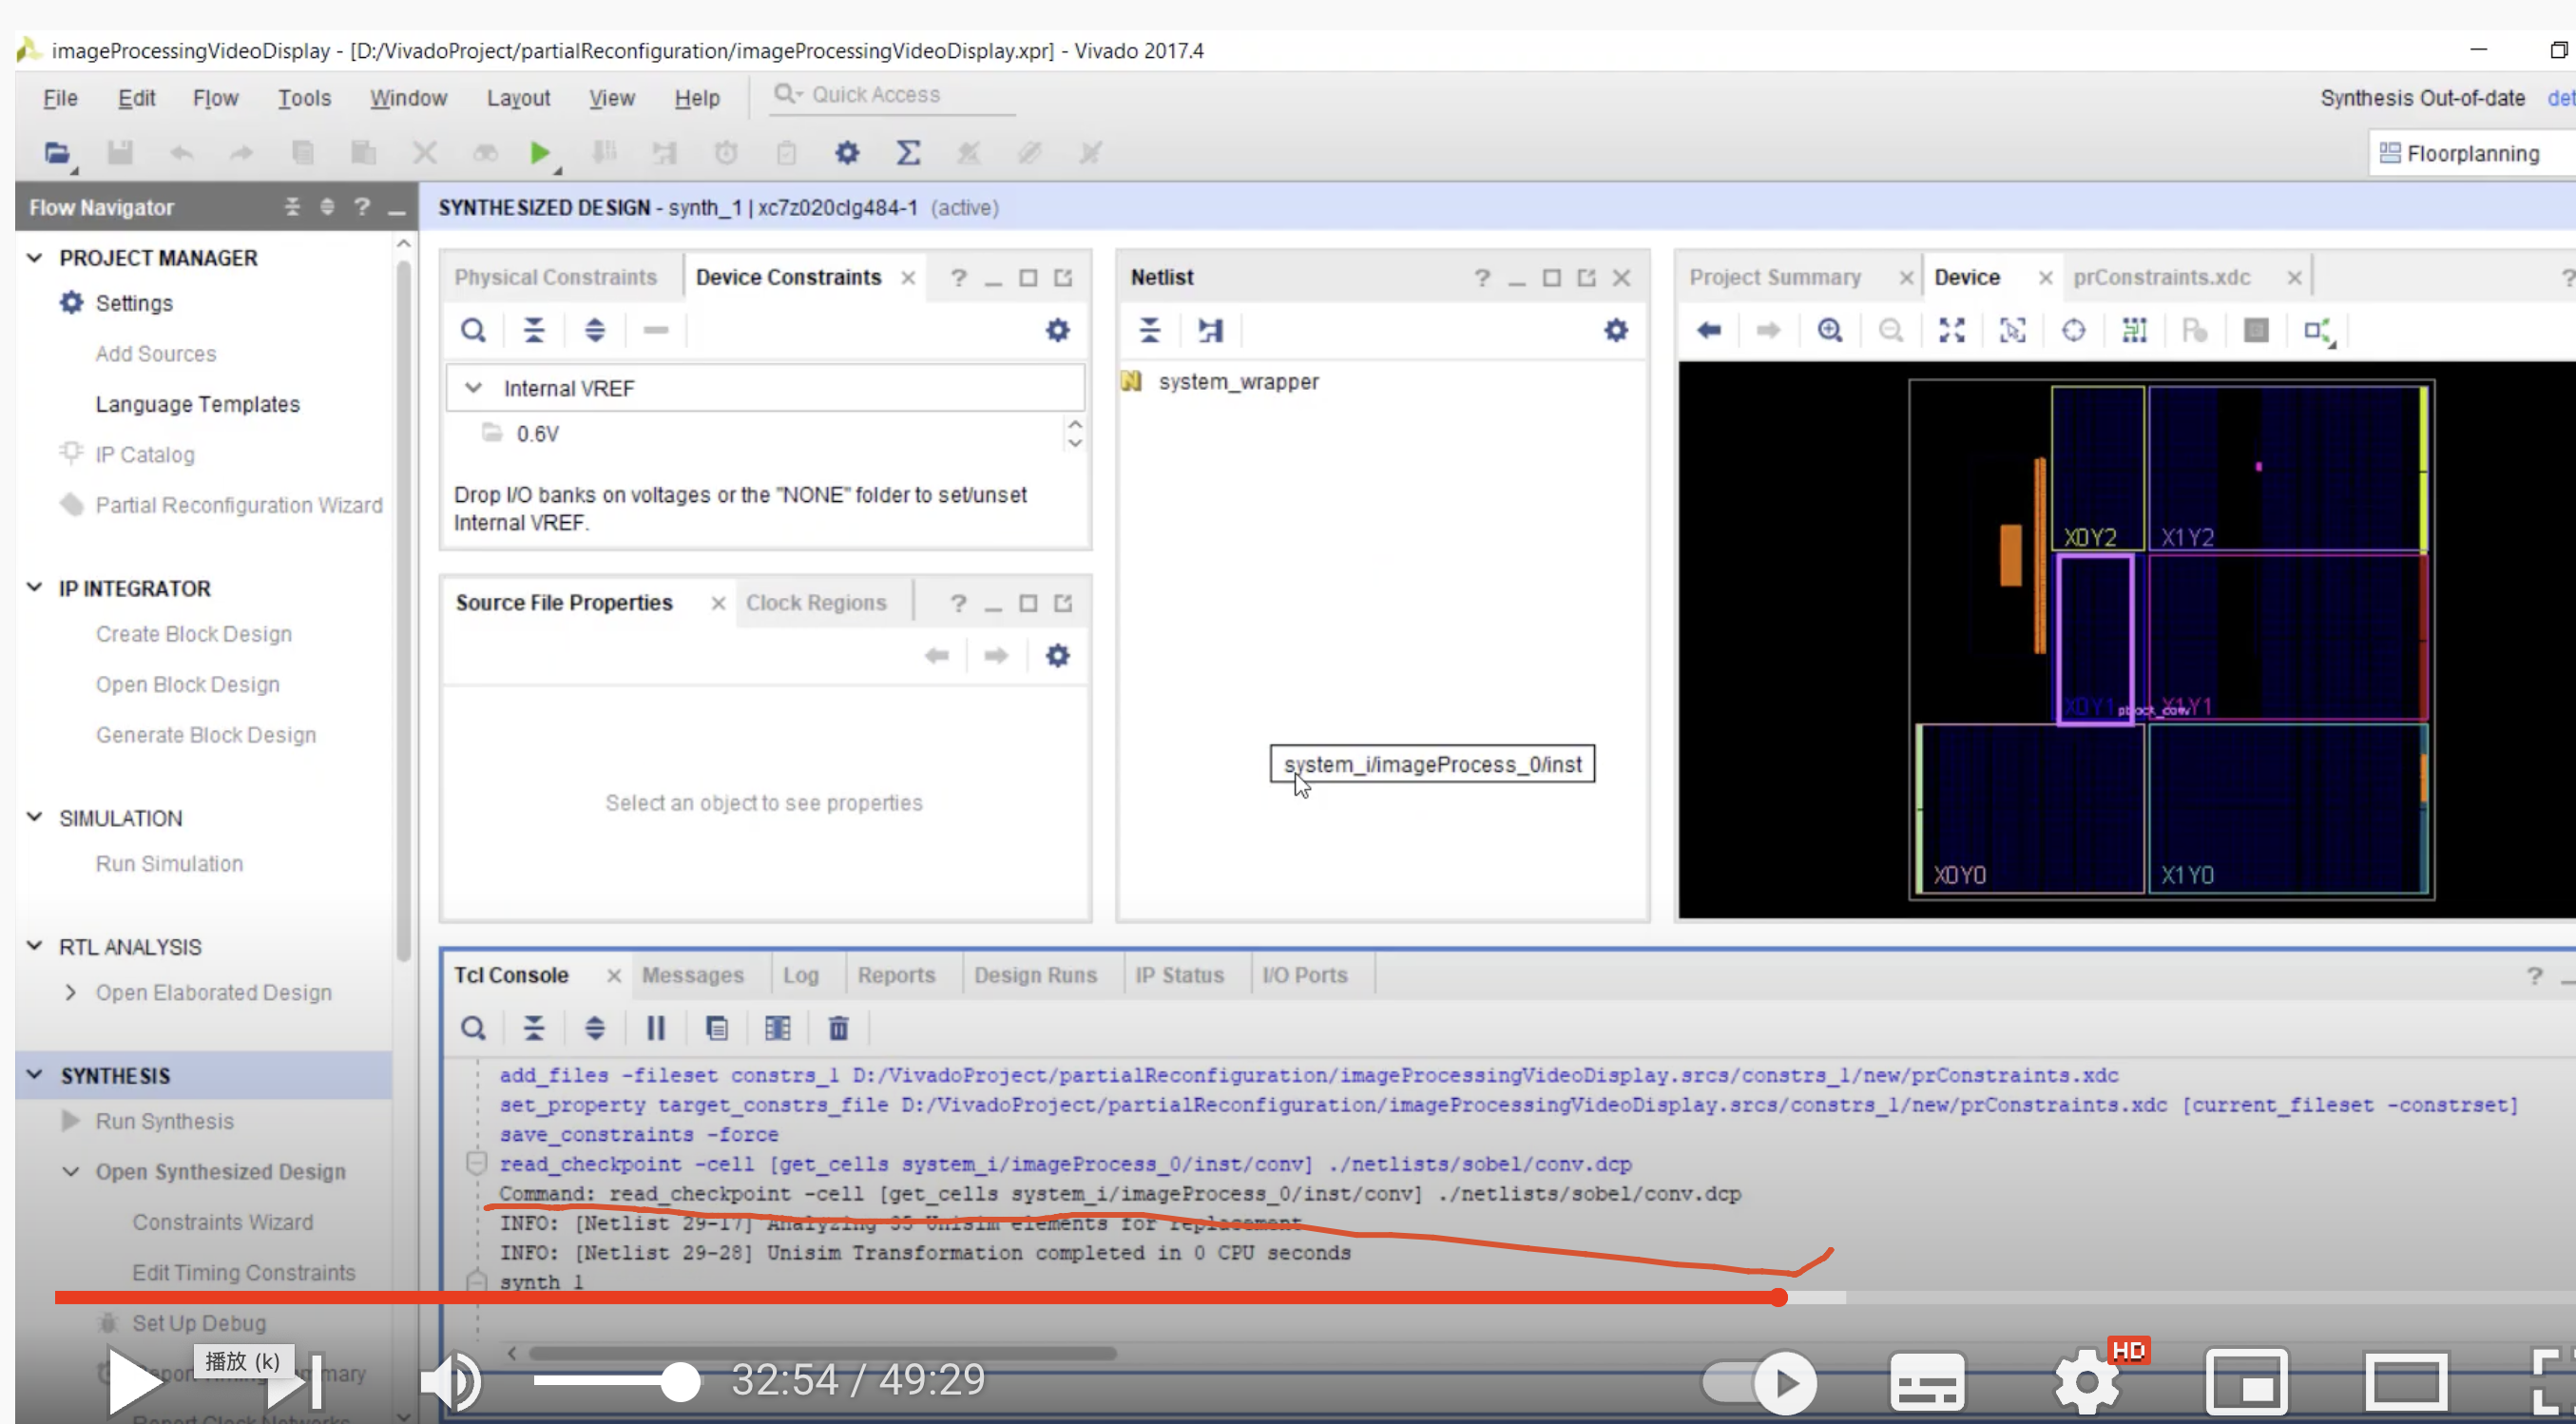 imageProcessingVideoDisplay - [D:/VivadoProject/partialReconfiguration/imageProcessingVideoDisplay.xpr] - Vivado 2017.4
File Edit Flow Tools Window Layout View Help Quick Access
Synthesis Out-of-date
Floorplanning
Flow Navigator
SYNTHESIZED DESIGN - synth_1 | xc7z020clg484-1 (active)
PROJECT MANAGER
Settings
Add Sources
Language Templates
IP Catalog
Partial Reconfiguration Wizard
IP INTEGRATOR
Create Block Design
Open Block Design
Generate Block Design
SIMULATION
Run Simulation
RTL ANALYSIS
Open Elaborated Design
SYNTHESIS
Run Synthesis
Open Synthesized Design
Constraints Wizard
Edit Timing Constraints
Set Up Debug
Report Clock Networks
Physical Constraints Device Constraints
Internal VREF
0.6V
Drop I/O banks on voltages or the "NONE" folder to set/unset
Internal VREF.
Source File Properties Clock Regions
Select an object to see properties
Netlist
system_wrapper
system_i/imageProcess_0/inst
Project Summary Device prConstraints.xdc
X0Y2 X1Y2
X0Y1 pblock_conv X1Y1
X0Y0 X1Y0
Tcl Console Messages Log Reports Design Runs IP Status I/O Ports
add_files -fileset constrs_1 D:/VivadoProject/partialReconfiguration/imageProcessingVideoDisplay.srcs/constrs_1/new/prConstraints.xdc
set_property target_constrs_file D:/VivadoProject/partialReconfiguration/imageProcessingVideoDisplay.srcs/constrs_1/new/prConstraints.xdc [current_fileset -constrset]
save_constraints -force
read_checkpoint -cell [get_cells system_i/imageProcess_0/inst/conv] ./netlists/sobel/conv.dcp
Command: read_checkpoint -cell [get_cells system_i/imageProcess_0/inst/conv] ./netlists/sobel/conv.dcp
INFO: [Netlist 29-17] Analyzing 35 Unisim elements for replacement
INFO: [Netlist 29-28] Unisim Transformation completed in 0 CPU seconds
synth_1
播放 (k)
32:54 / 49:29
HD